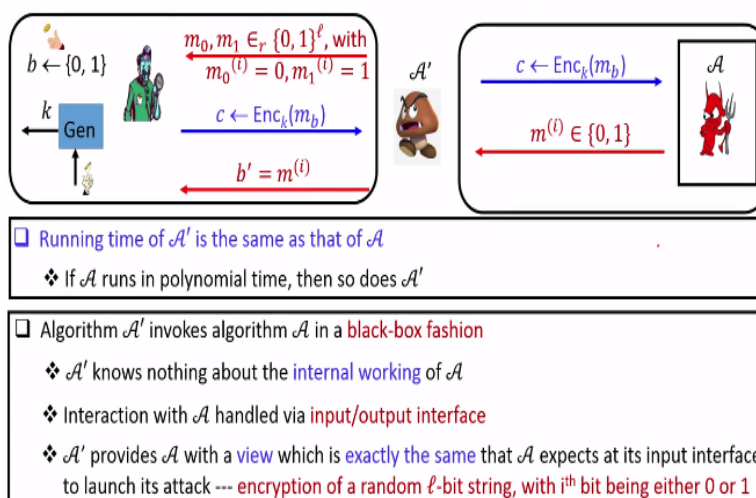 m₀, m₁ ∈ᵣ {0, 1}^ℓ, with
m₀^(i) = 0, m₁^(i) = 1
b ← {0, 1}
k
Gen
c ← Encₖ(m_b)
b′ = m^(i)
𝒜′
c ← Encₖ(m_b)
𝒜
m^(i) ∈ {0, 1}
❑ Running time of 𝒜′ is the same as that of 𝒜
❖ If 𝒜 runs in polynomial time, then so does 𝒜′
❑ Algorithm 𝒜′ invokes algorithm 𝒜 in a black-box fashion
❖ 𝒜′ knows nothing about the internal working of 𝒜
❖ Interaction with 𝒜 handled via input/output interface
❖ 𝒜′ provides 𝒜 with a view which is exactly the same that 𝒜 expects at its input interface
to launch its attack --- encryption of a random ℓ-bit string, with iᵗʰ bit being either 0 or 1